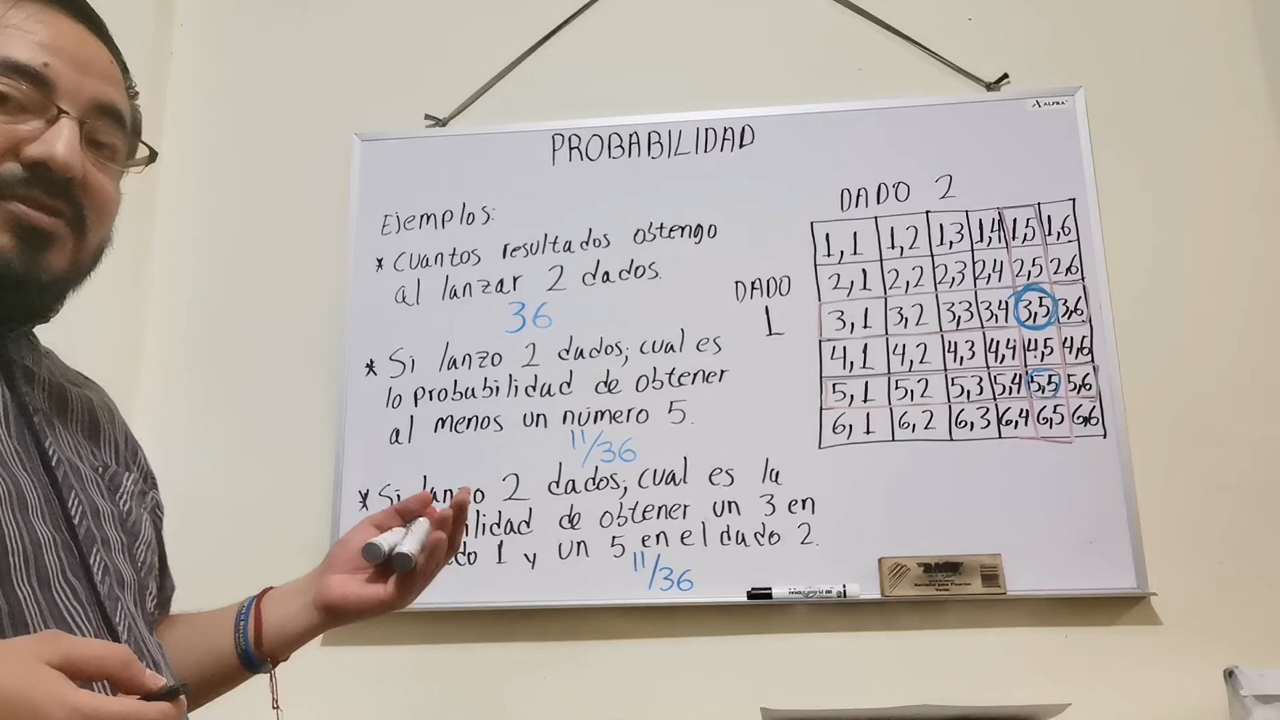 ALPHA
PROBABILIDAD
Ejemplos:
* cuantos resultados obtengo
al lanzar 2 dados.
36
* Si lanzo 2 dados; cual es
lo probabilidad de obtener
al menos un número 5.
11/36
* Si lanzo 2 dados; cual es la
ilidad de obtener un 3 en
do 1 y un 5 en el dado 2.
11/36
DADO 2
DADO
1
1,1 1,2 1,3 1,4 1,5 1,6
2,1 2,2 2,3 2,4 2,5 2,6
3,1 3,2 3,3 3,4 3,5 3,6
4,1 4,2 4,3 4,4 4,5 4,6
5,1 5,2 5,3 5,4 5,5 5,6
6,1 6,2 6,3 6,4 6,5 6,6